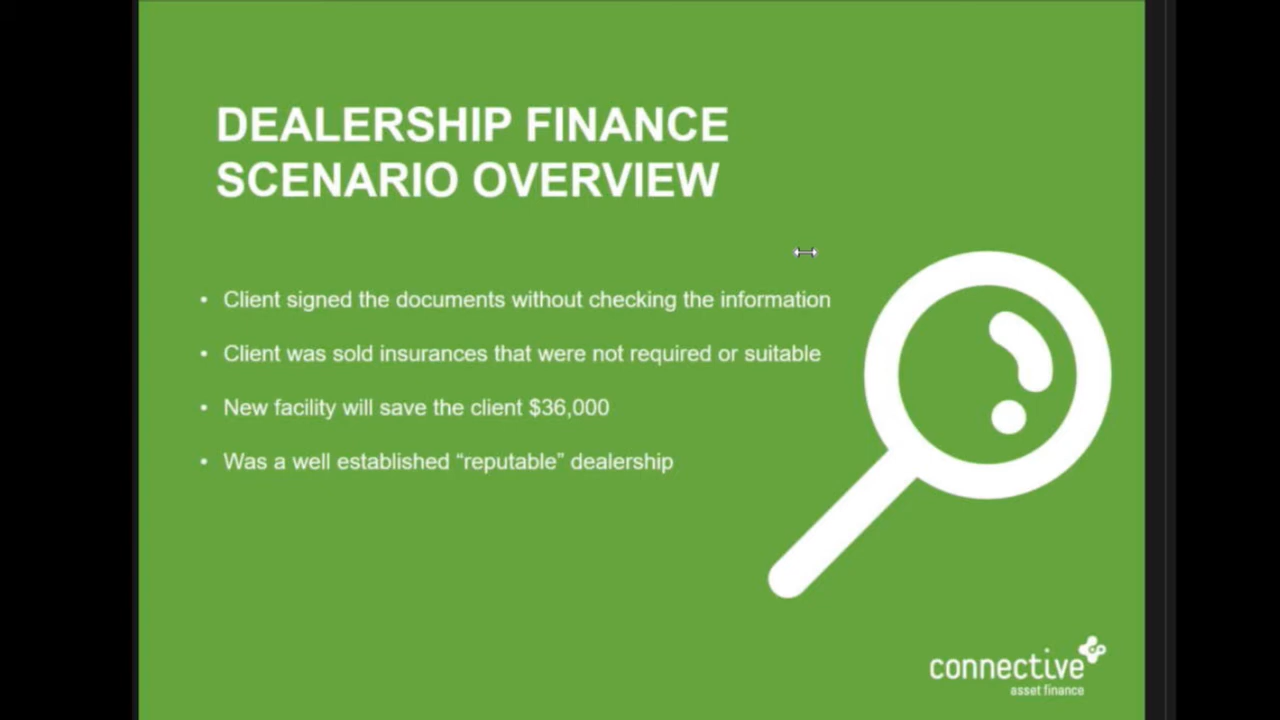 DEALERSHIP FINANCE
SCENARIO OVERVIEW
• Client signed the documents without checking the information
• Client was sold insurances that were not required or suitable
• New facility will save the client $36,000
• Was a well established “reputable” dealership
connective
asset finance